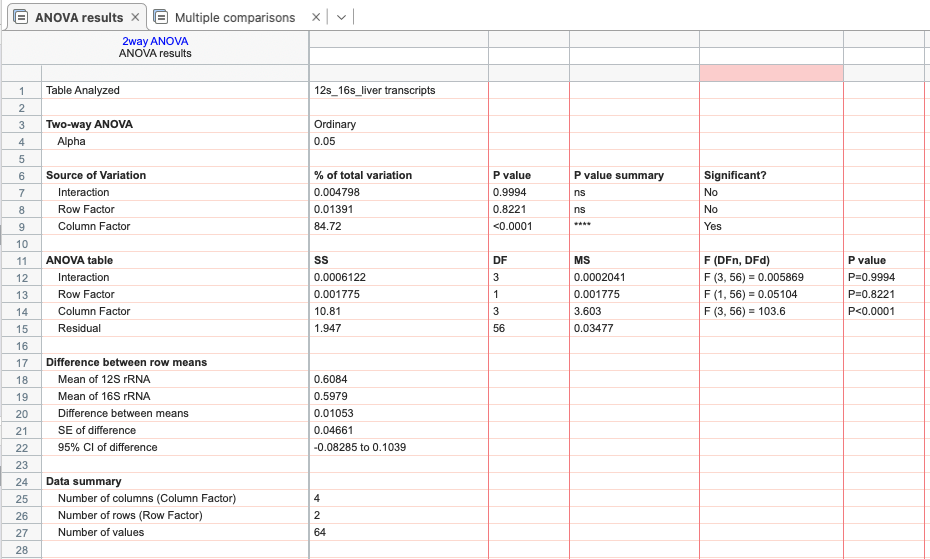 ANOVA results × Multiple comparisons ×
2way ANOVA
ANOVA results
1 Table Analyzed 12s_16s_liver transcripts
2
3 Two-way ANOVA Ordinary
4 Alpha 0.05
5
6 Source of Variation % of total variation P value P value summary Significant?
7 Interaction 0.004798 0.9994 ns No
8 Row Factor 0.01391 0.8221 ns No
9 Column Factor 84.72 <0.0001 **** Yes
10
11 ANOVA table SS DF MS F (DFn, DFd) P value
12 Interaction 0.0006122 3 0.0002041 F (3, 56) = 0.005869 P=0.9994
13 Row Factor 0.001775 1 0.001775 F (1, 56) = 0.05104 P=0.8221
14 Column Factor 10.81 3 3.603 F (3, 56) = 103.6 P<0.0001
15 Residual 1.947 56 0.03477
16
17 Difference between row means
18 Mean of 12S rRNA 0.6084
19 Mean of 16S rRNA 0.5979
20 Difference between means 0.01053
21 SE of difference 0.04661
22 95% CI of difference -0.08285 to 0.1039
23
24 Data summary
25 Number of columns (Column Factor) 4
26 Number of rows (Row Factor) 2
27 Number of values 64
28